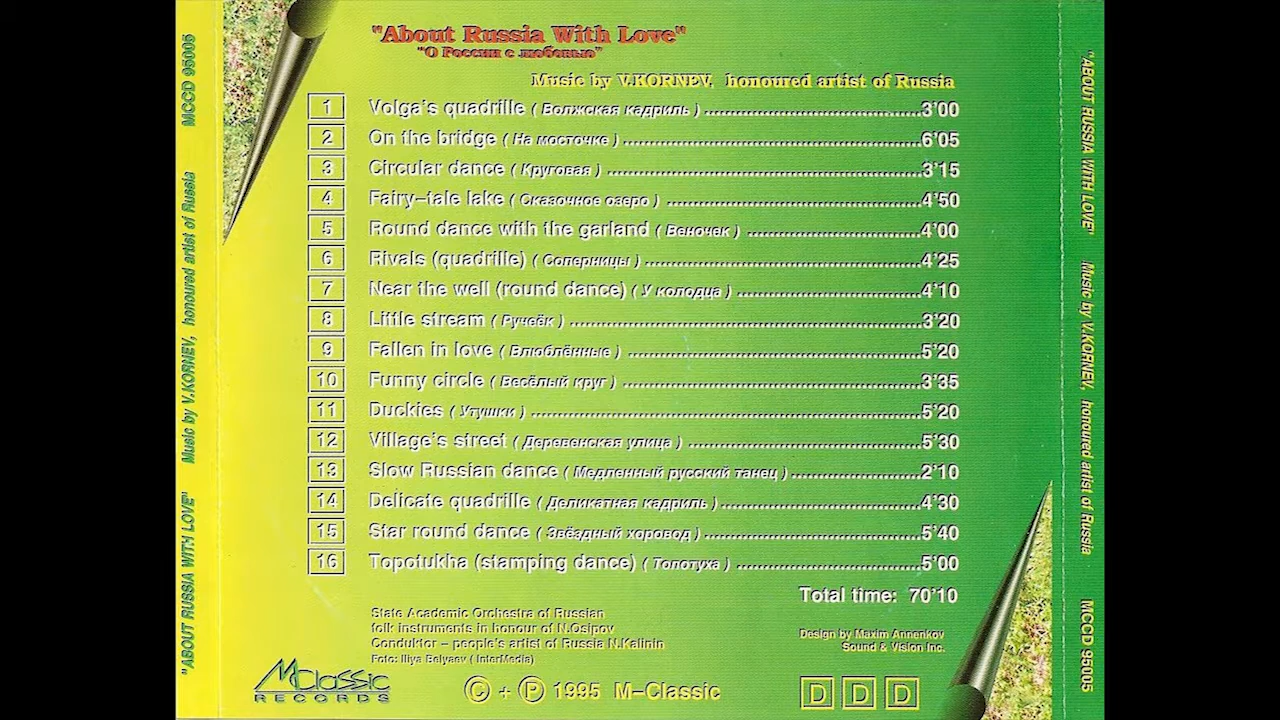 "About Russia With Love"
"О России с любовью"
Music by V.KORNEV, honoured artist of Russia
1 Volga's quadrille ( Волжская кадриль ) 3'00
2 On the bridge ( На мосточке ) 6'05
3 Circular dance ( Круговая ) 3'15
4 Fairy-tale lake ( Сказочное озеро ) 4'50
5 Round dance with the garland ( Веночек ) 4'00
6 Rivals (quadrille) ( Соперницы ) 4'25
7 Near the well (round dance) ( У колодца ) 4'10
8 Little stream ( Ручеёк ) 3'20
9 Fallen in love ( Влюблённые ) 5'20
10 Funny circle ( Весёлый круг ) 3'35
11 Duckies ( Утушки ) 5'20
12 Village's street ( Деревенская улица ) 5'30
13 Slow Russian dance ( Медленный русский танец ) 2'10
14 Delicate quadrille ( Деликатная кадриль ) 4'30
15 Star round dance ( Звёздный хоровод ) 5'40
16 Topotukha (stamping dance) ( Топотуха ) 5'00
Total time: 70'10
State Academic Orchestra of Russian
folk instruments in honour of N.Osipov
Conduktor - people's artist of Russia N.Kalinin
Foto: Iliya Belyaev ( InterMedia)
Design by Maxim Annenkov
Sound & Vision Inc.
MClassic
RECORDS
© + ℗ 1995 M-Classic
D D D
"ABOUT RUSSIA WITH LOVE" Music by V.KORNEV, honoured artist of Russia MCCD 95005
"ABOUT RUSSIA WITH LOVE" Music by V.KORNEV, honoured artist of Russia MCCD 95005